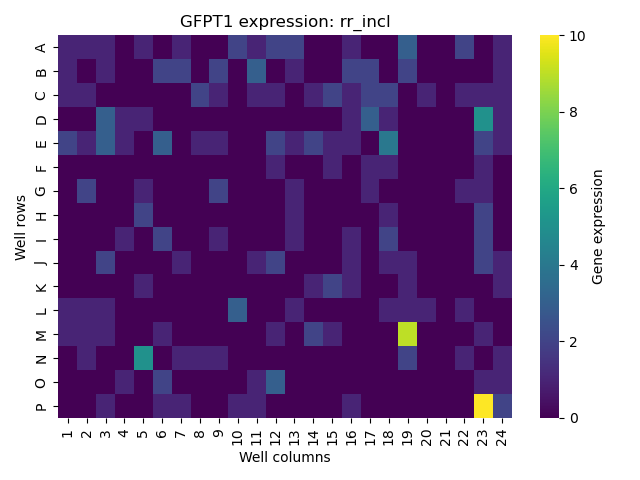 GFPT1 expression: rr_incl
A
B
C
D
E
F
G
H
I
J
K
L
M
N
O
P
Well rows
1 2 3 4 5 6 7 8 9 10 11 12 13 14 15 16 17 18 19 20 21 22 23 24
Well columns
10
8
6
4
2
0
Gene expression